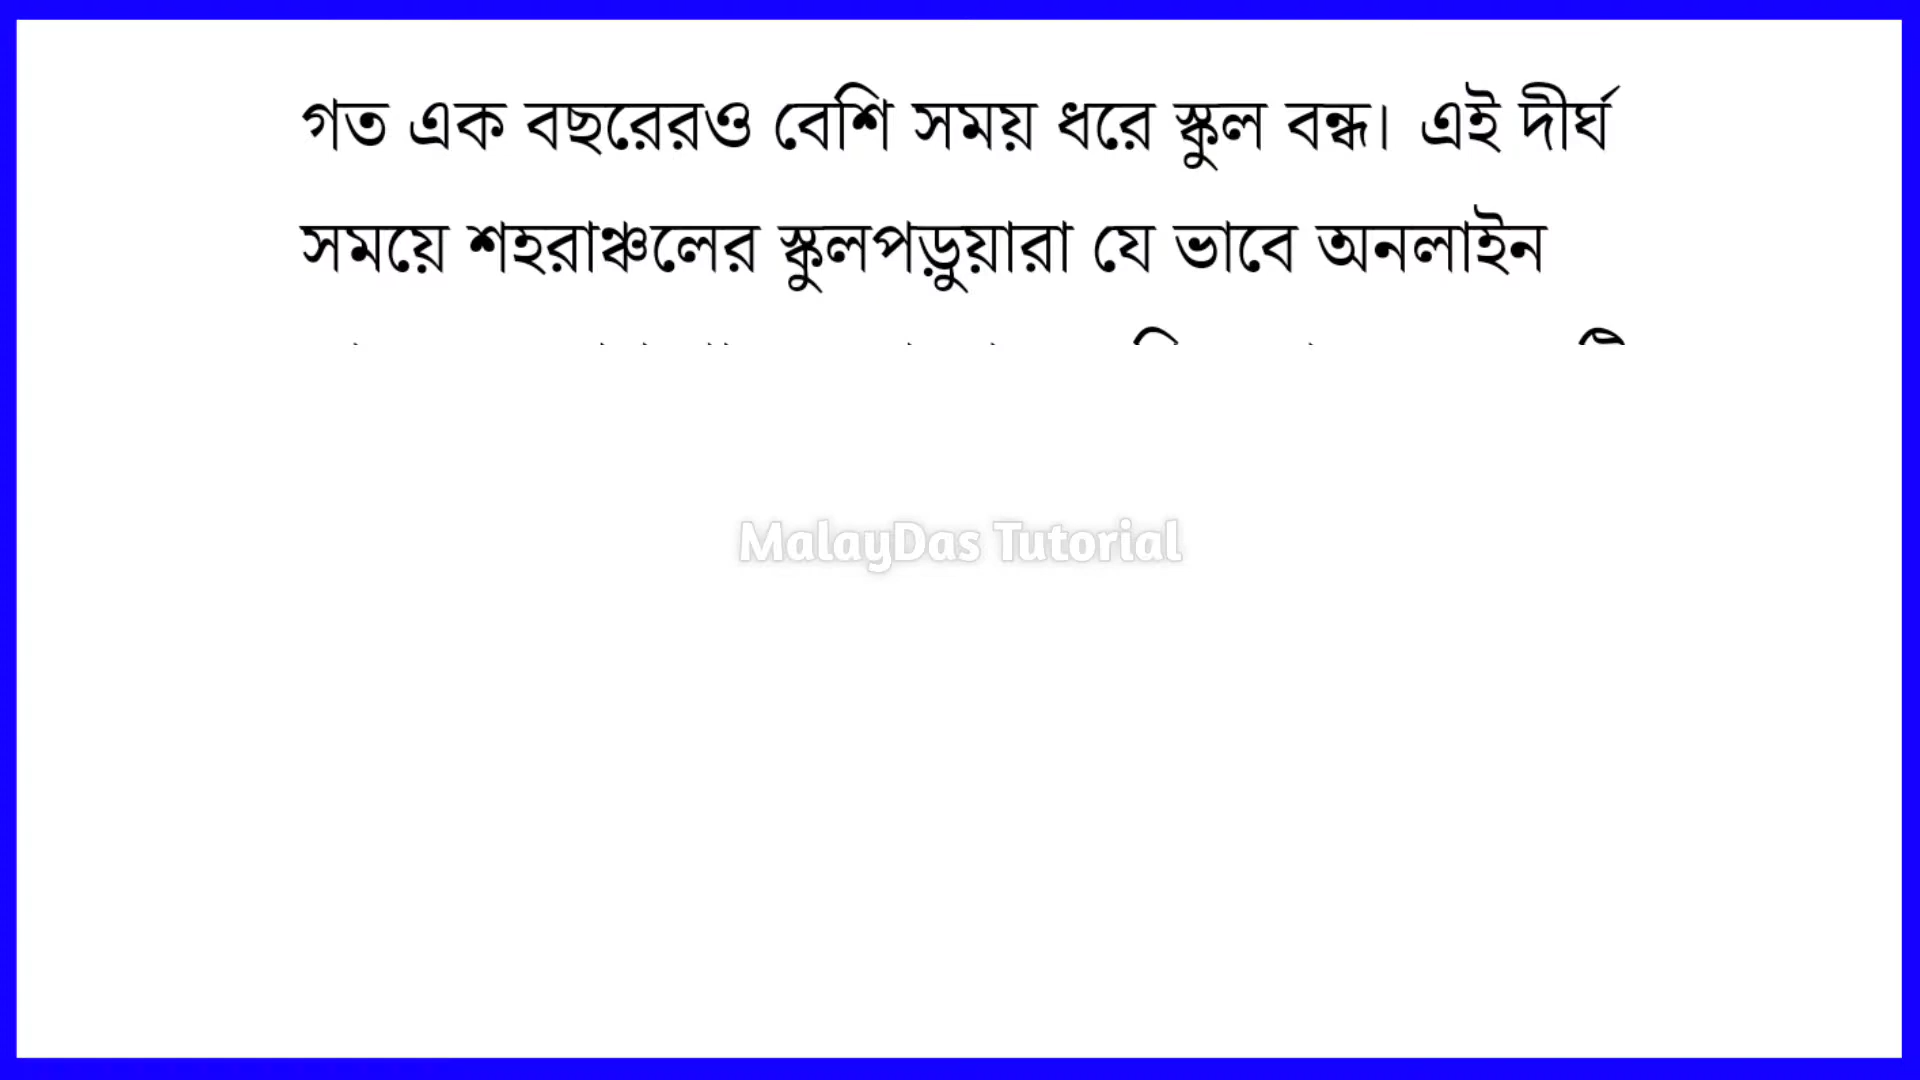 গত এক বছরেরও বেশি সময় ধরে স্কুল বন্ধ। এই দীর্ঘ
সময়ে শহরাঞ্চলের স্কুলপড়ুয়ারা যে ভাবে অনলাইন
MalayDas Tutorial